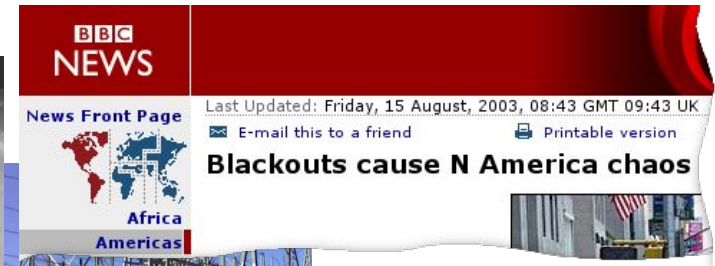 BBC
NEWS
News Front Page
Africa
Americas
Last Updated: Friday, 15 August, 2003, 08:43 GMT 09:43 UK
E-mail this to a friend
Printable version
Blackouts cause N America chaos